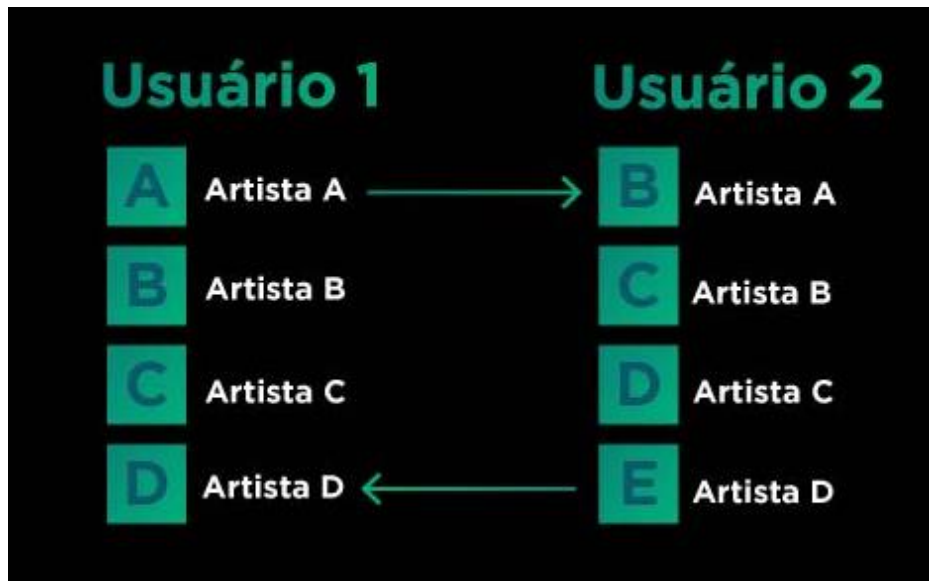 Usuário 1
Usuário 2
A Artista A
B Artista A
B Artista B
C Artista B
C Artista C
D Artista C
D Artista D
E Artista D